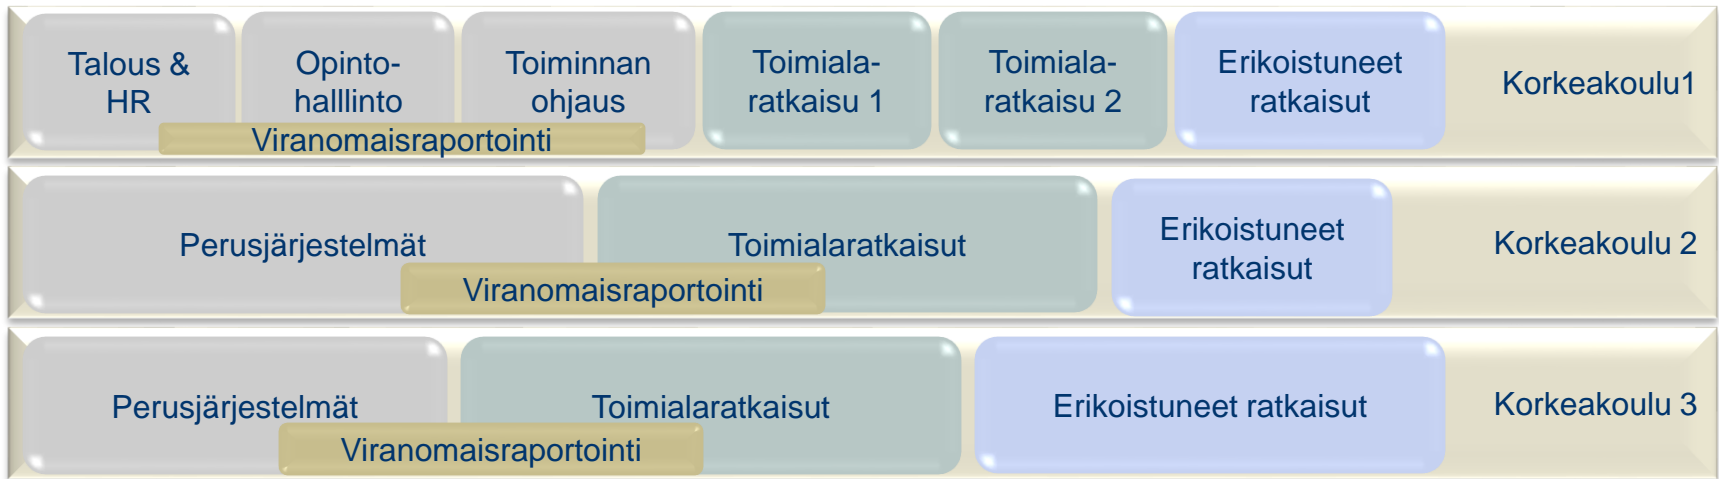 Talous &
HR
Opinto-
halllinto
Toiminnan
ohjaus
Toimiala-
ratkaisu 1
Toimiala-
ratkaisu 2
Erikoistuneet
ratkaisut
Korkeakoulu1
Viranomaisraportointi
Perusjärjestelmät
Toimialaratkaisut
Erikoistuneet
ratkaisut
Korkeakoulu 2
Viranomaisraportointi
Perusjärjestelmät
Toimialaratkaisut
Erikoistuneet ratkaisut
Korkeakoulu 3
Viranomaisraportointi